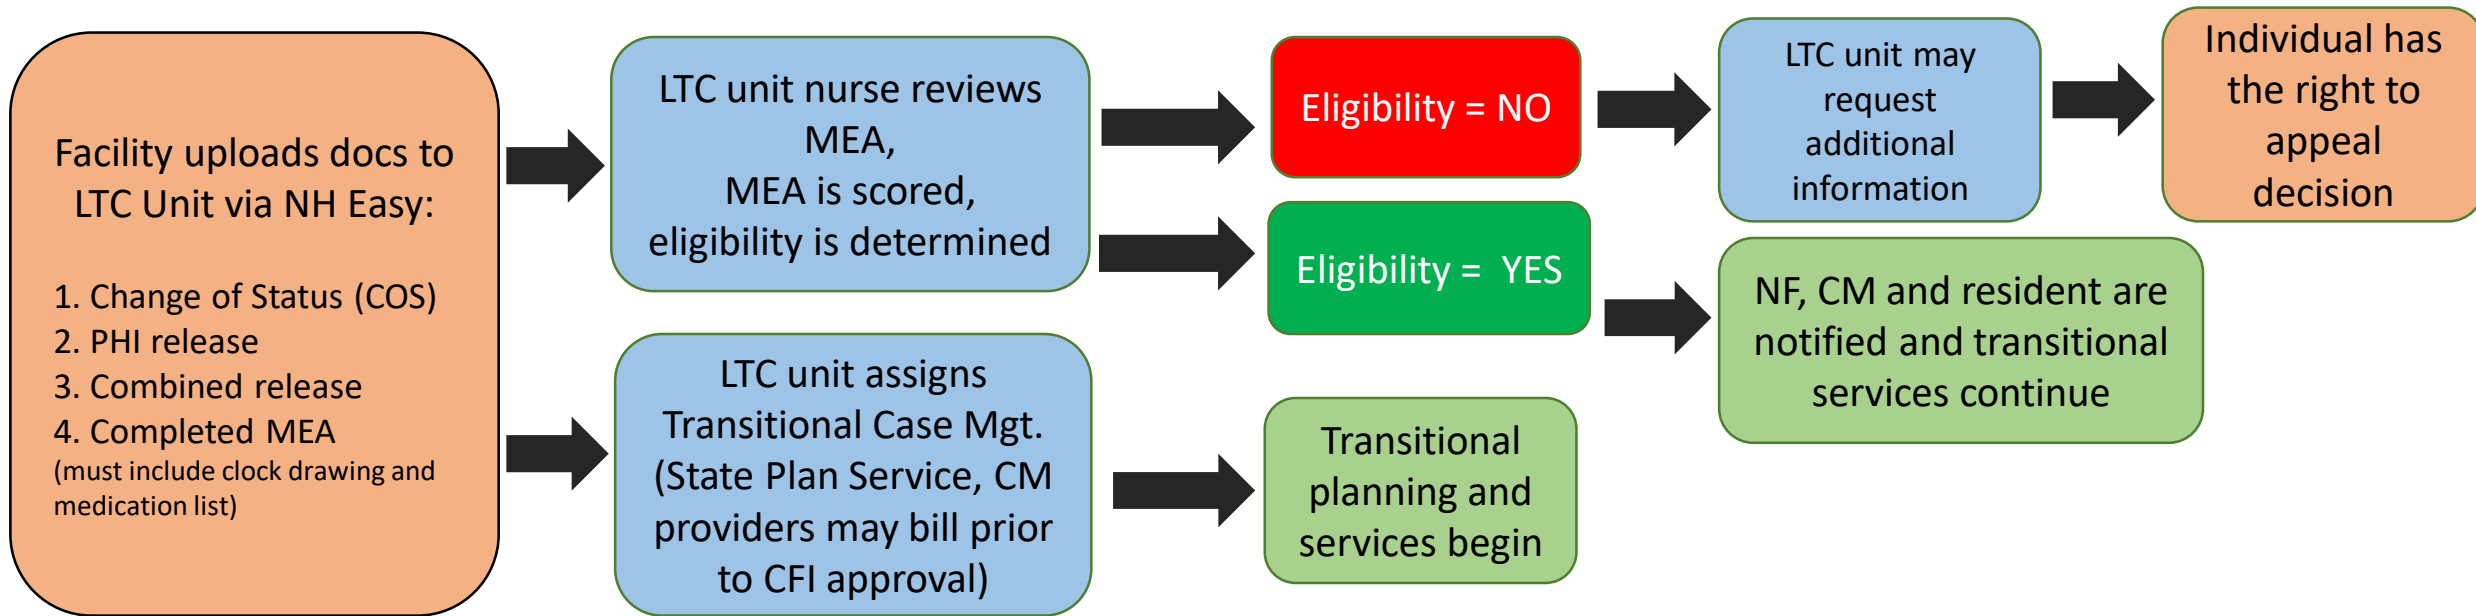 Facility uploads docs to
LTC Unit via NH Easy:
1. Change of Status (COS)
2. PHI release
3. Combined release
4. Completed MEA
(must include clock drawing and
medication list)
LTC unit nurse reviews
MEA,
MEA is scored,
eligibility is determined
Eligibility = NO
LTC unit may
request
additional
information
Individual has
the right to
appeal
decision
Eligibility =  YES
NF, CM and resident are
notified and transitional
services continue
LTC unit assigns
Transitional Case Mgt.
(State Plan Service, CM
providers may bill prior
to CFI approval)
Transitional
planning and
services begin